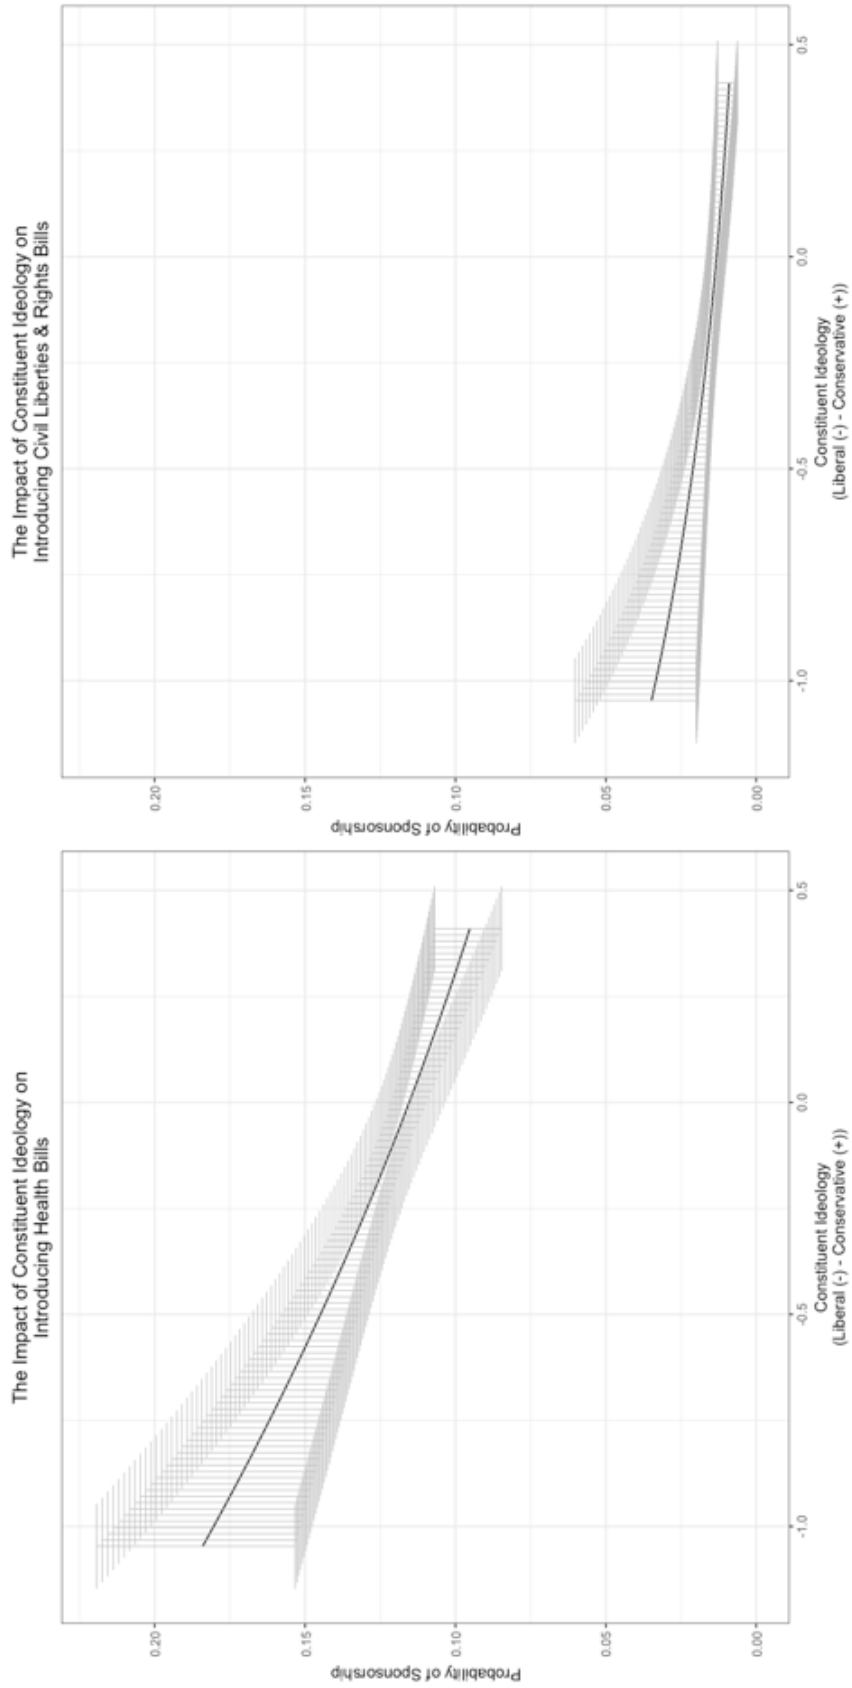 The Impact of Constituent Ideology on
Introducing Health Bills
Probability of Sponsorship
0.20
0.15
0.10
0.05
0.00
-1.0
-0.5
0.0
0.5
Constituent Ideology
(Liberal (-) - Conservative (+))
The Impact of Constituent Ideology on
Introducing Civil Liberties & Rights Bills
Probability of Sponsorship
0.20
0.15
0.10
0.05
0.00
-1.0
-0.5
0.0
0.5
Constituent Ideology
(Liberal (-) - Conservative (+))